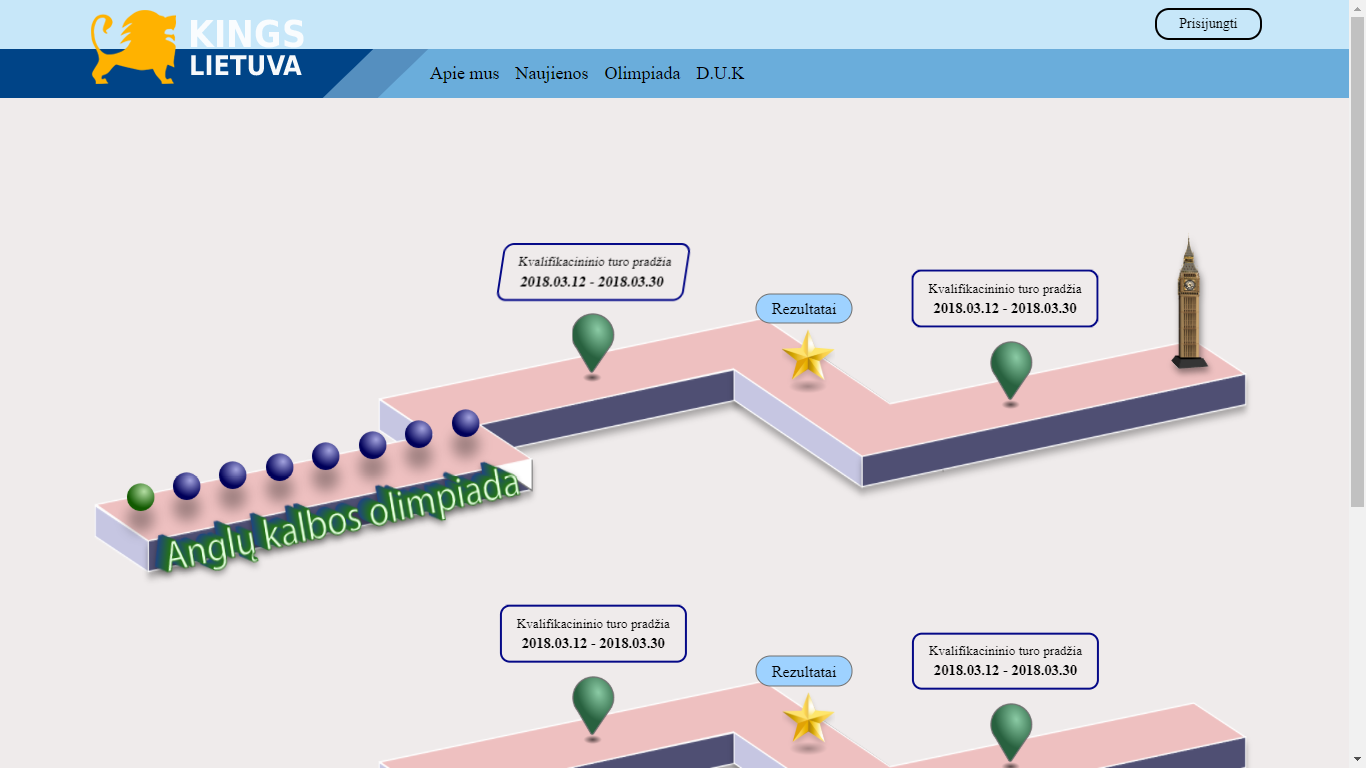 KINGS
LIETUVA
Prisijungti
Apie mus Naujienos Olimpiada D.U.K
Kvalifikacininio turo pradžia
2018.03.12 - 2018.03.30
Rezultatai
Kvalifikacininio turo pradžia
2018.03.12 - 2018.03.30
Anglų kalbos olimpiada
Kvalifikacininio turo pradžia
2018.03.12 - 2018.03.30
Rezultatai
Kvalifikacininio turo pradžia
2018.03.12 - 2018.03.30